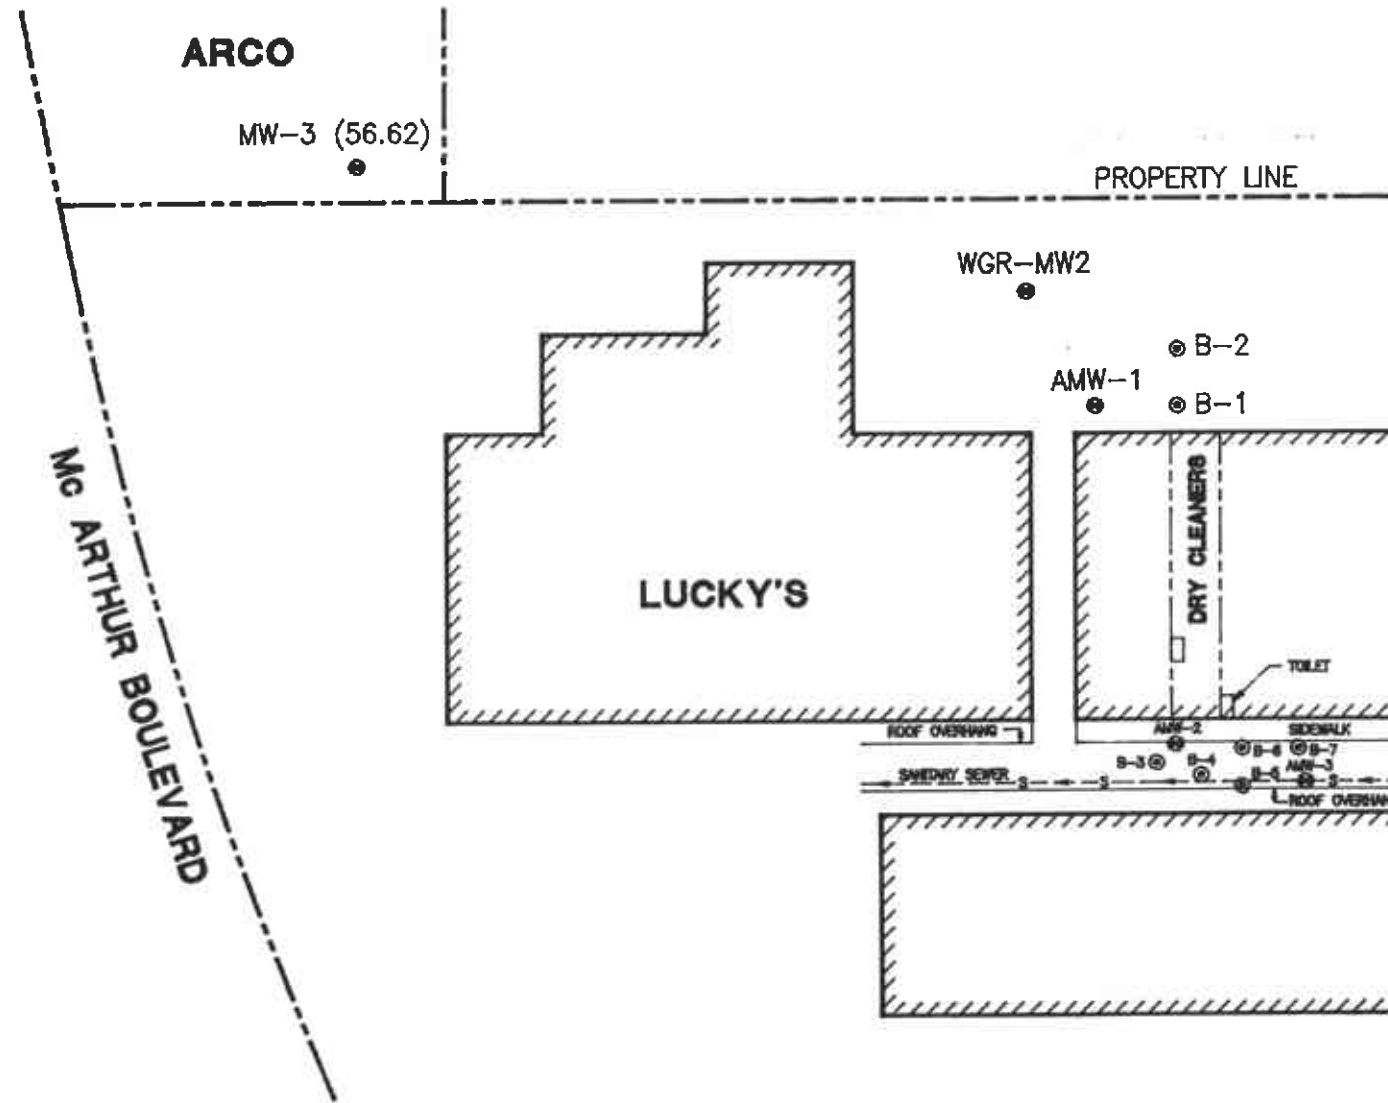 ARCO
MW-3 (56.62)
PROPERTY LINE
WGR-MW2
B-2
AMW-1
B-1
Mc ARTHUR BOULEVARD
LUCKY'S
DRY CLEANERS
TOILET
ROOF OVERHANG
AMW-2
SIDEWALK
B-6
B-7
B-3
B-4
AMW-3
SANITARY SEWER
S
S
B-5
S
ROOF OVERHAN